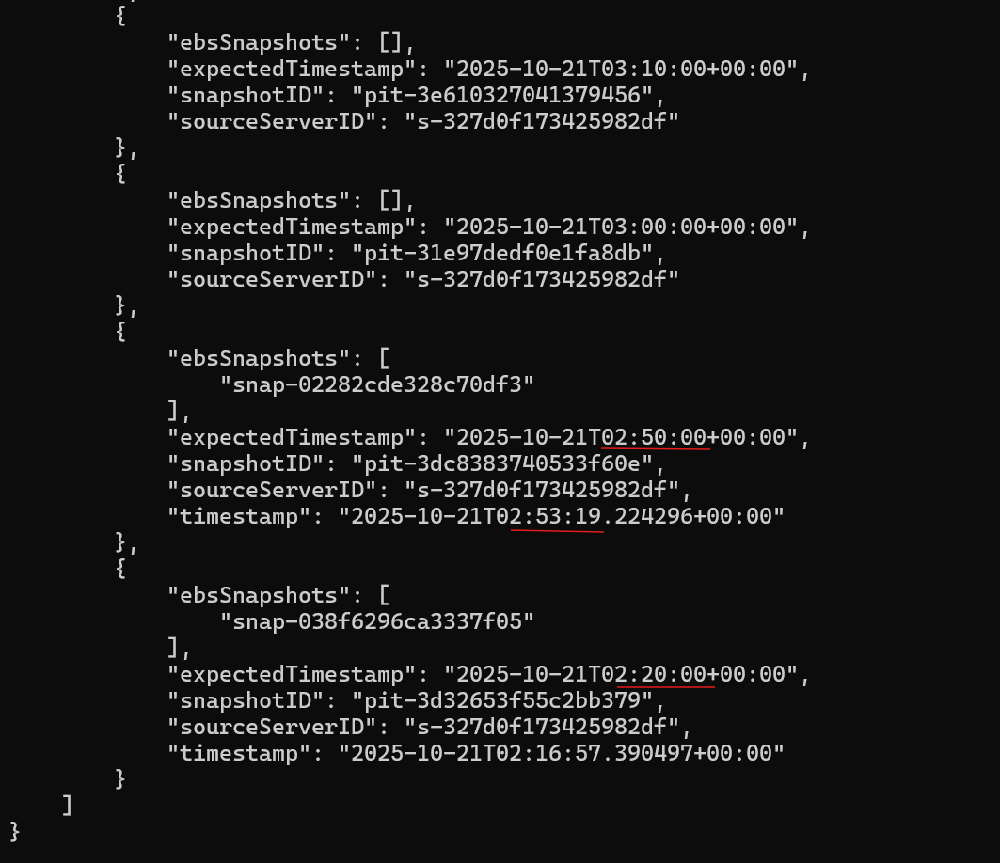 {
"ebsSnapshots": [],
"expectedTimestamp": "2025-10-21T03:10:00+00:00",
"snapshotID": "pit-3e610327041379456",
"sourceServerID": "s-327d0f173425982df"
},
{
"ebsSnapshots": [],
"expectedTimestamp": "2025-10-21T03:00:00+00:00",
"snapshotID": "pit-31e97dedf0e1fa8db",
"sourceServerID": "s-327d0f173425982df"
},
{
"ebsSnapshots": [
"snap-02282cde328c70df3"
],
"expectedTimestamp": "2025-10-21T02:50:00+00:00",
"snapshotID": "pit-3dc8383740533f60e",
"sourceServerID": "s-327d0f173425982df",
"timestamp": "2025-10-21T02:53:19.224296+00:00"
},
{
"ebsSnapshots": [
"snap-038f6296ca3337f05"
],
"expectedTimestamp": "2025-10-21T02:20:00+00:00",
"snapshotID": "pit-3d32653f55c2bb379",
"sourceServerID": "s-327d0f173425982df",
"timestamp": "2025-10-21T02:16:57.390497+00:00"
}
]
}